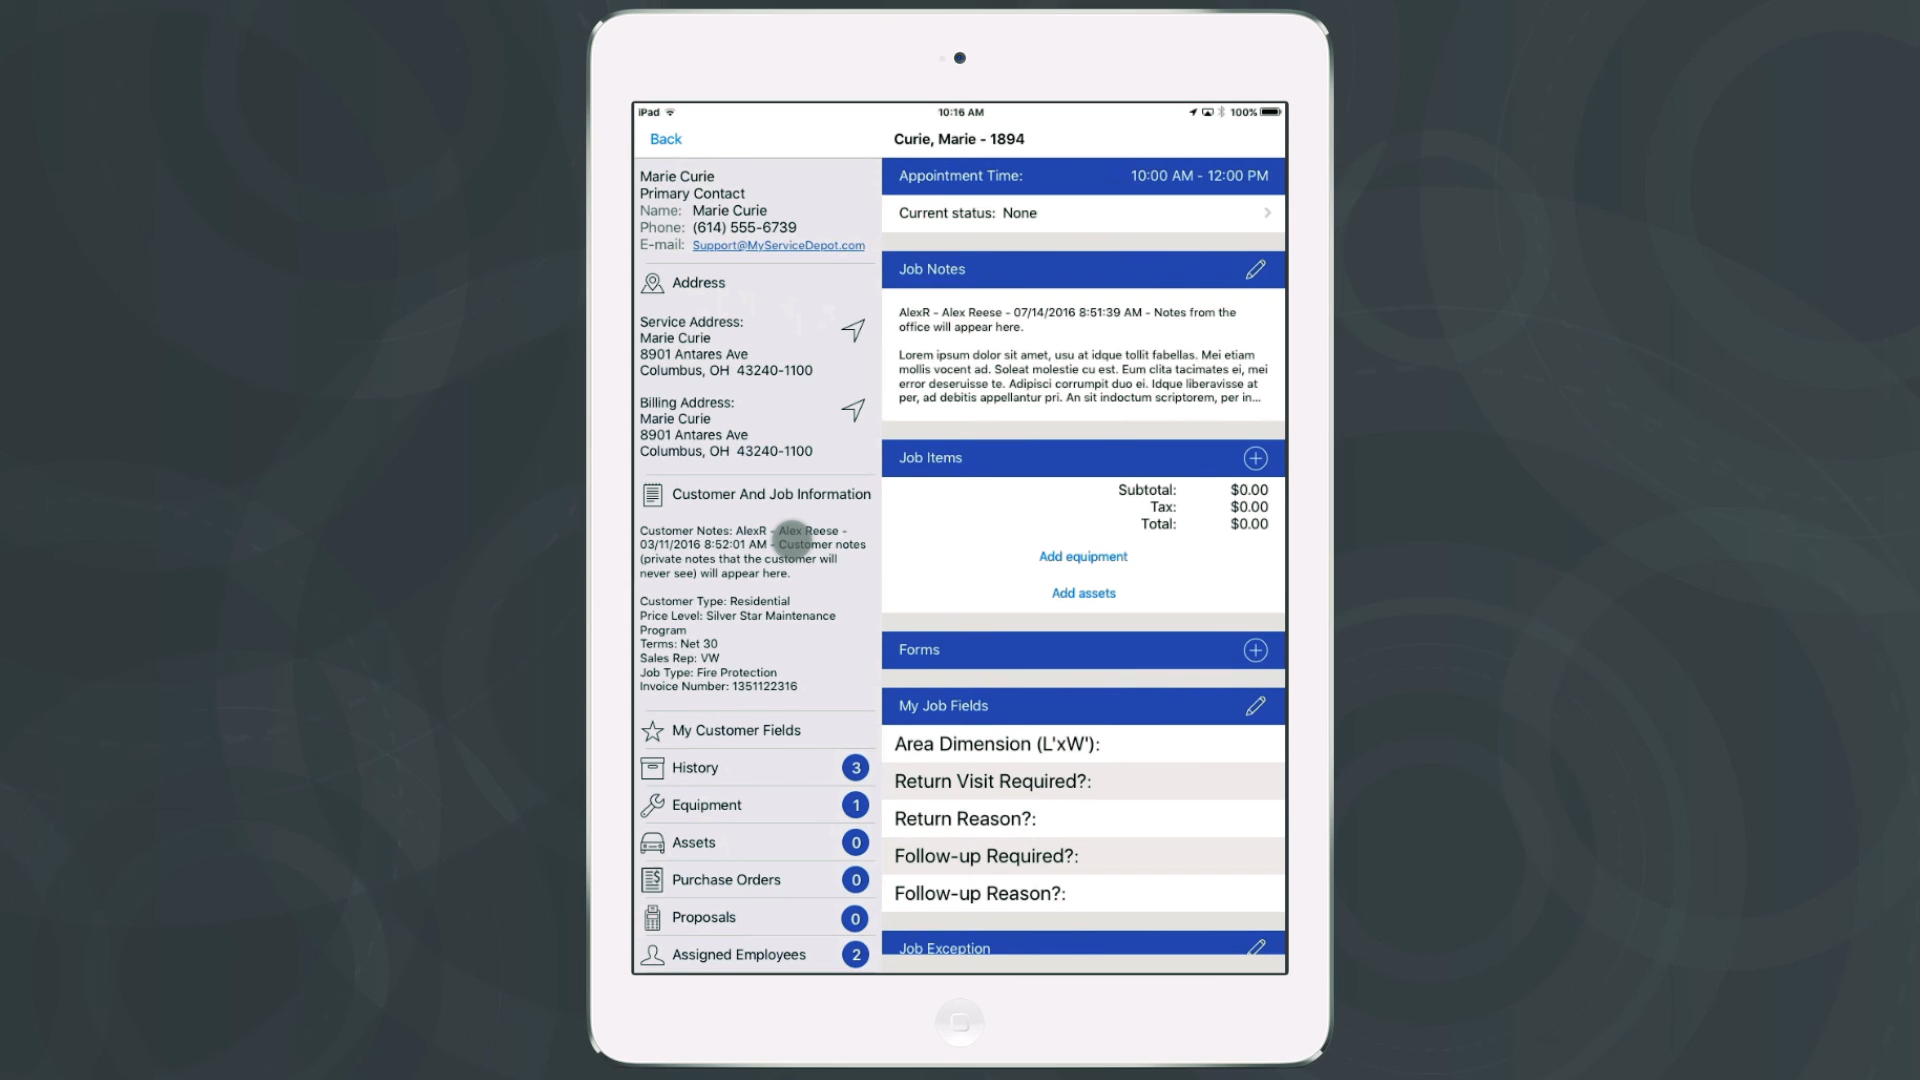 iPad
10:16 AM
100%
Back
Curie, Marie - 1894
Marie Curie
Primary Contact
Name: Marie Curie
Phone: (614) 555-6739
E-mail: Support@MyServiceDepot.com
Address
Service Address:
Marie Curie
8901 Antares Ave
Columbus, OH 43240-1100
Billing Address:
Marie Curie
8901 Antares Ave
Columbus, OH 43240-1100
Customer And Job Information
Customer Notes: AlexR - Alex Reese -
03/11/2016 8:52:01 AM - Customer notes
(private notes that the customer will
never see) will appear here.
Customer Type: Residential
Price Level: Silver Star Maintenance
Program
Terms: Net 30
Sales Rep: VW
Job Type: Fire Protection
Invoice Number: 1351122316
My Customer Fields
History 3
Equipment 1
Assets 0
Purchase Orders 0
Proposals 0
Assigned Employees 2
Appointment Time: 10:00 AM - 12:00 PM
Current status: None
Job Notes
AlexR - Alex Reese - 07/14/2016 8:51:39 AM - Notes from the
office will appear here.
Lorem ipsum dolor sit amet, usu at idque tollit fabellas. Mei etiam
mollis vocent ad. Soleat molestie cu est. Eum clita tacimates ei, mei
error deseruisse te. Adipisci corrumpit duo ei. Idque liberavisse at
per, ad debitis appellantur pri. An sit indoctum scriptorem, per in...
Job Items
Subtotal: $0.00
Tax: $0.00
Total: $0.00
Add equipment
Add assets
Forms
My Job Fields
Area Dimension (L'xW'):
Return Visit Required?:
Return Reason?:
Follow-up Required?:
Follow-up Reason?:
Job Exception